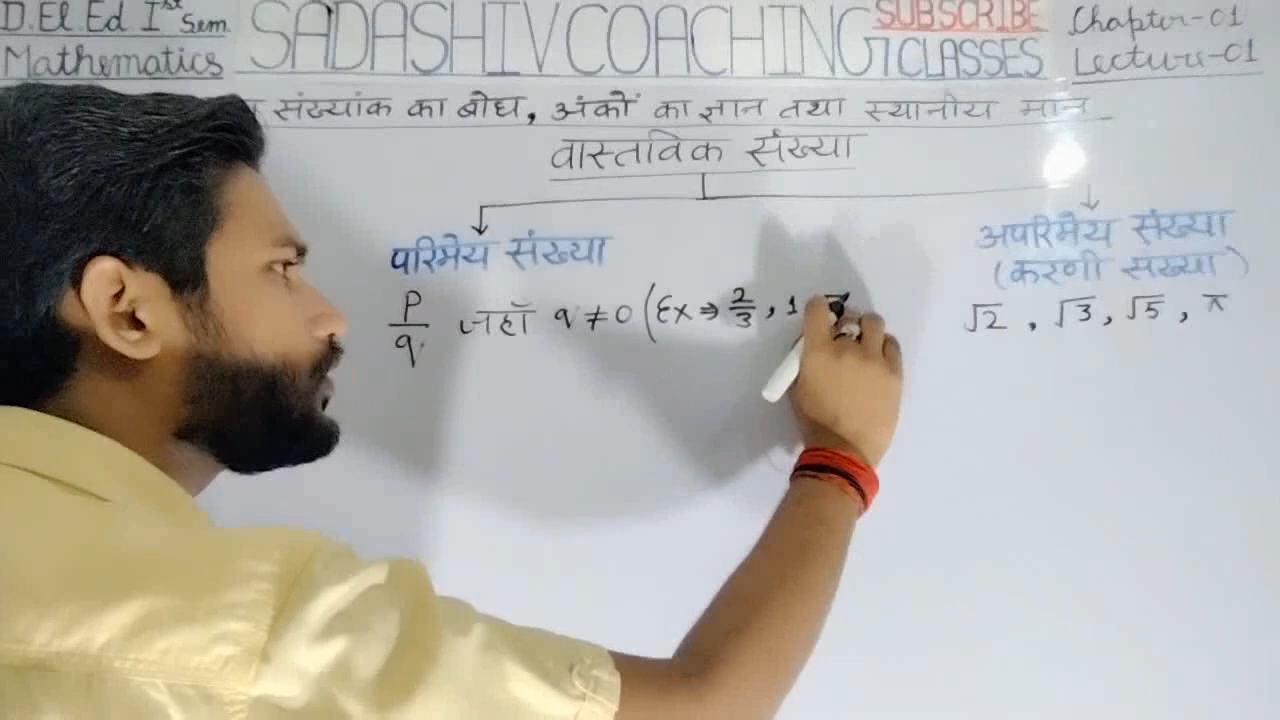 D.El.Ed. Ist Sem.
Mathematics
SADASHIV COACHING CLASSES
SUBSCRIBE
Chapter-01
Lecture-01
संख्यांक का बोध, अंकों का ज्ञान तथा स्थानीय मान
वास्तविक संख्या
परिमेय संख्या
P/q जहाँ q ≠ 0 (Ex ⇒ 2/3, 1
अपरिमेय संख्या
(करणी संख्या)
√2, √3, √5, π